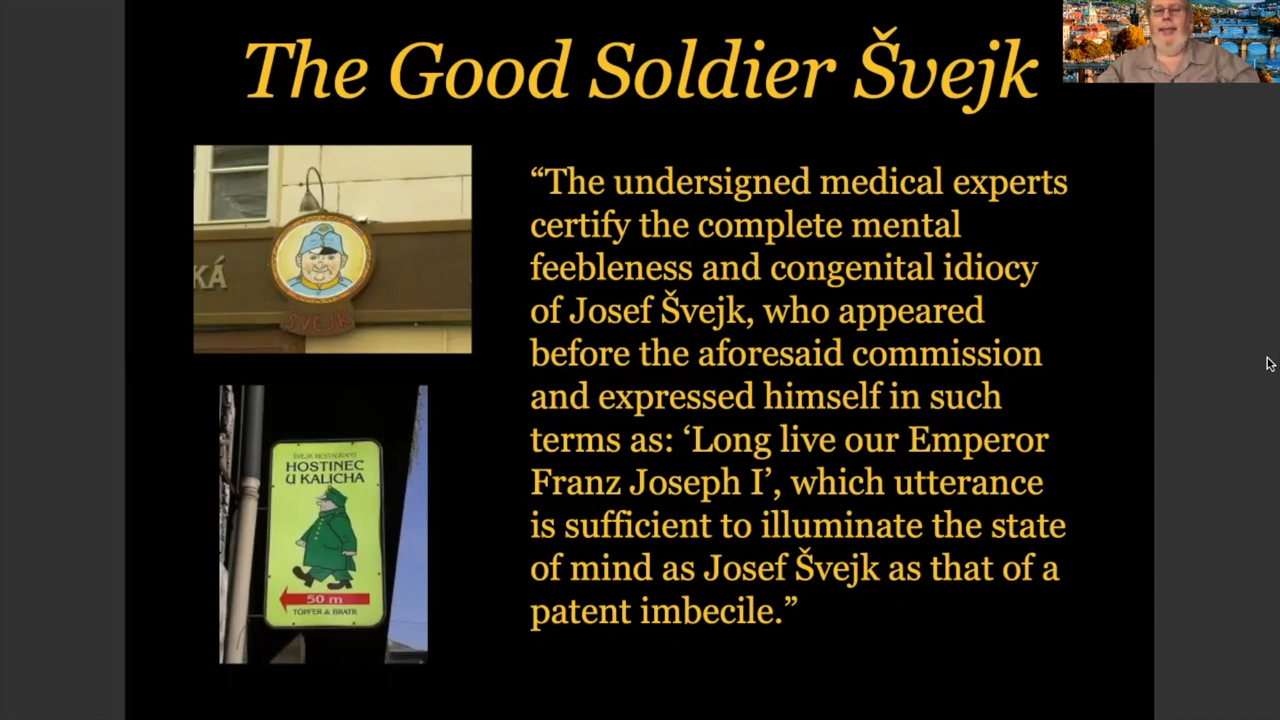 The Good Soldier Švejk
KÁ
ŠVEJK
ŠVEJK RESTAURANT
HOSTINEC
U KALICHA
50 m
TÖPFER & BRATR
“The undersigned medical experts
certify the complete mental
feebleness and congenital idiocy
of Josef Švejk, who appeared
before the aforesaid commission
and expressed himself in such
terms as: ‘Long live our Emperor
Franz Joseph I’, which utterance
is sufficient to illuminate the state
of mind as Josef Švejk as that of a
patent imbecile.”